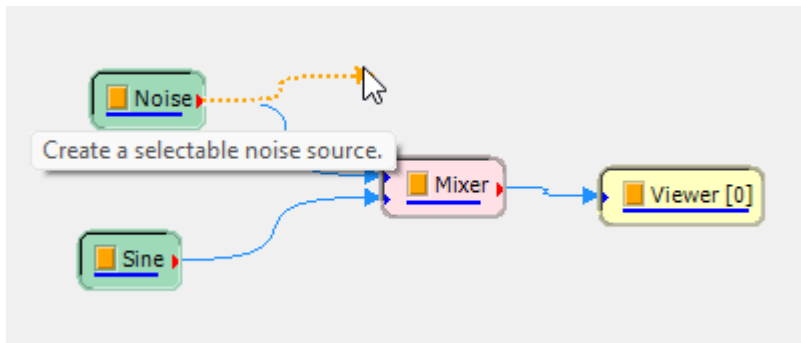 Noise
Create a selectable noise source.
Mixer
Viewer [0]
Sine